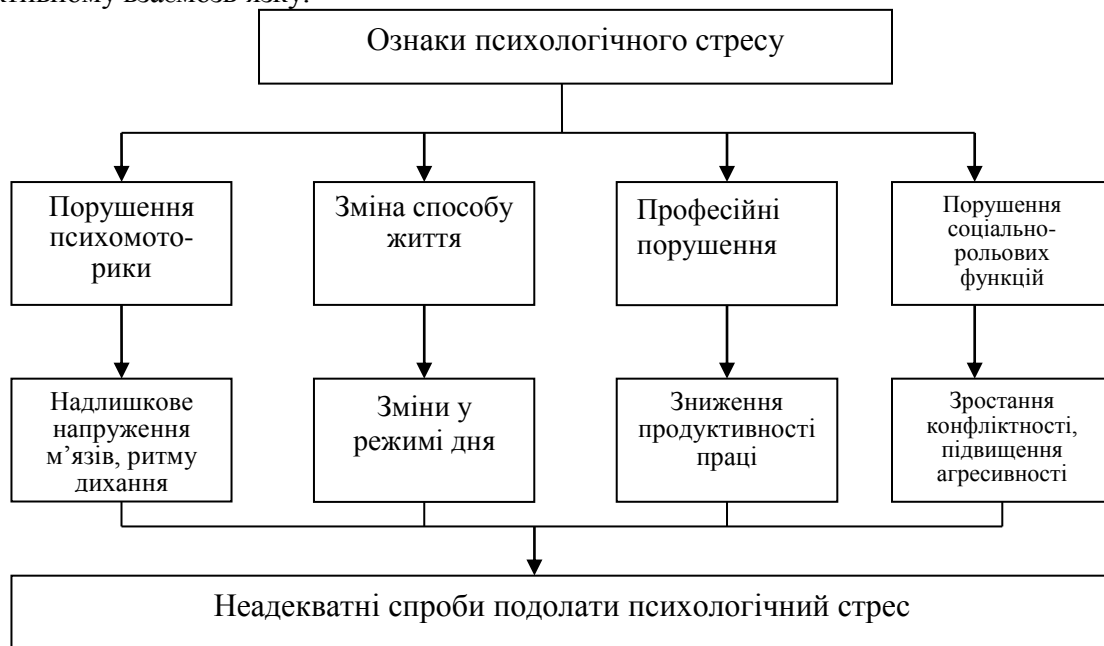 Ознаки психологічного стресу
Порушення
психомото-
рики
Зміна способу
життя
Професійні
порушення
Порушення
соціально-
рольових
функцій
Надлишкове
напруження
м’язів, ритму
дихання
Зміни у
режимі дня
Зниження
продуктивності
праці
Зростання
конфліктності,
підвищення
агресивності
Неадекватні спроби подолати психологічний стрес